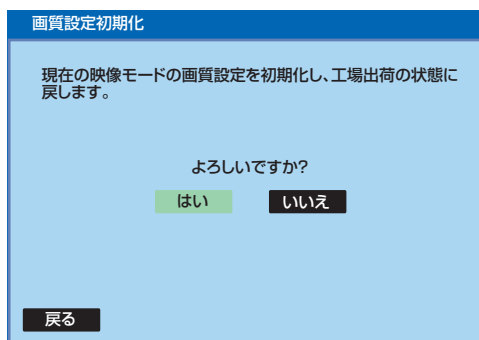 画質設定初期化
現在の映像モードの画質設定を初期化し、工場出荷の状態に
戻します。
よろしいですか?
はい いいえ
戻る